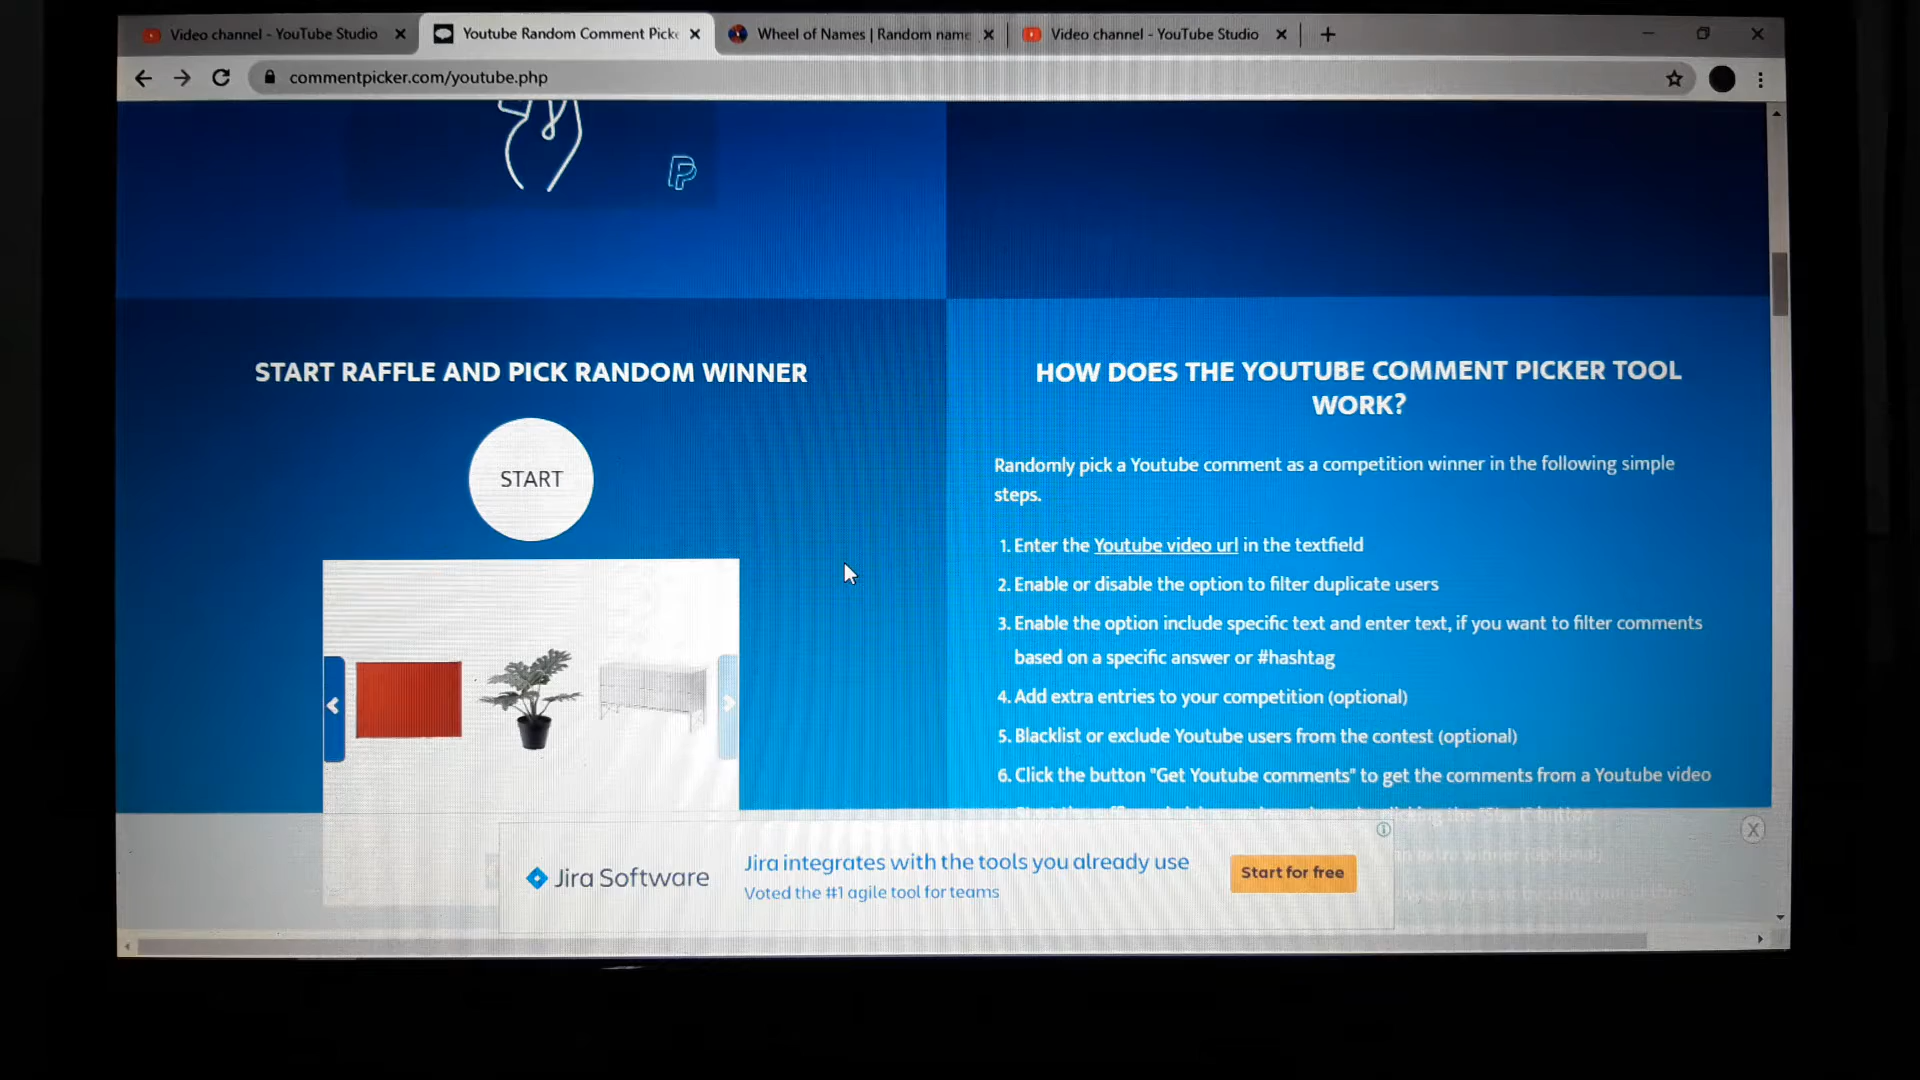 Video channel - YouTube Studio
Youtube Random Comment Picke
Wheel of Names | Random name
Video channel - YouTube Studio
commentpicker.com/youtube.php
START RAFFLE AND PICK RANDOM WINNER
START
HOW DOES THE YOUTUBE COMMENT PICKER TOOL
WORK?
Randomly pick a Youtube comment as a competition winner in the following simple
steps.
1. Enter the Youtube video url in the textfield
2. Enable or disable the option to filter duplicate users
3. Enable the option include specific text and enter text, if you want to filter comments
based on a specific answer or #hashtag
4. Add extra entries to your competition (optional)
5. Blacklist or exclude Youtube users from the contest (optional)
6. Click the button "Get Youtube comments" to get the comments from a Youtube video
Jira Software
Jira integrates with the tools you already use
Voted the #1 agile tool for teams
Start for free